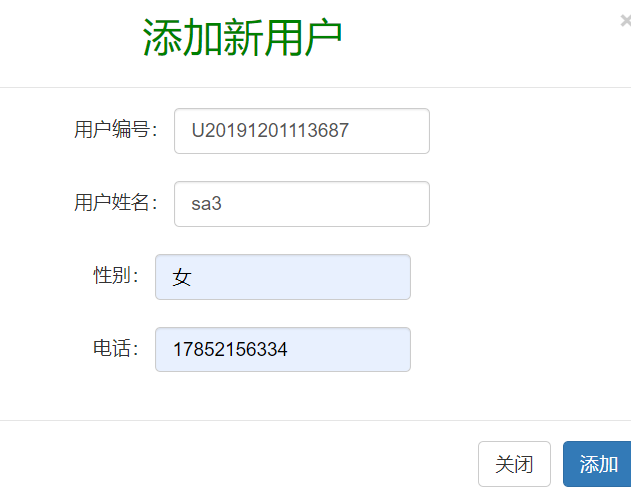 添加新用户
×
用户编号： U20191201113687
用户姓名： sa3
性别： 女
电话： 17852156334
关闭 添加